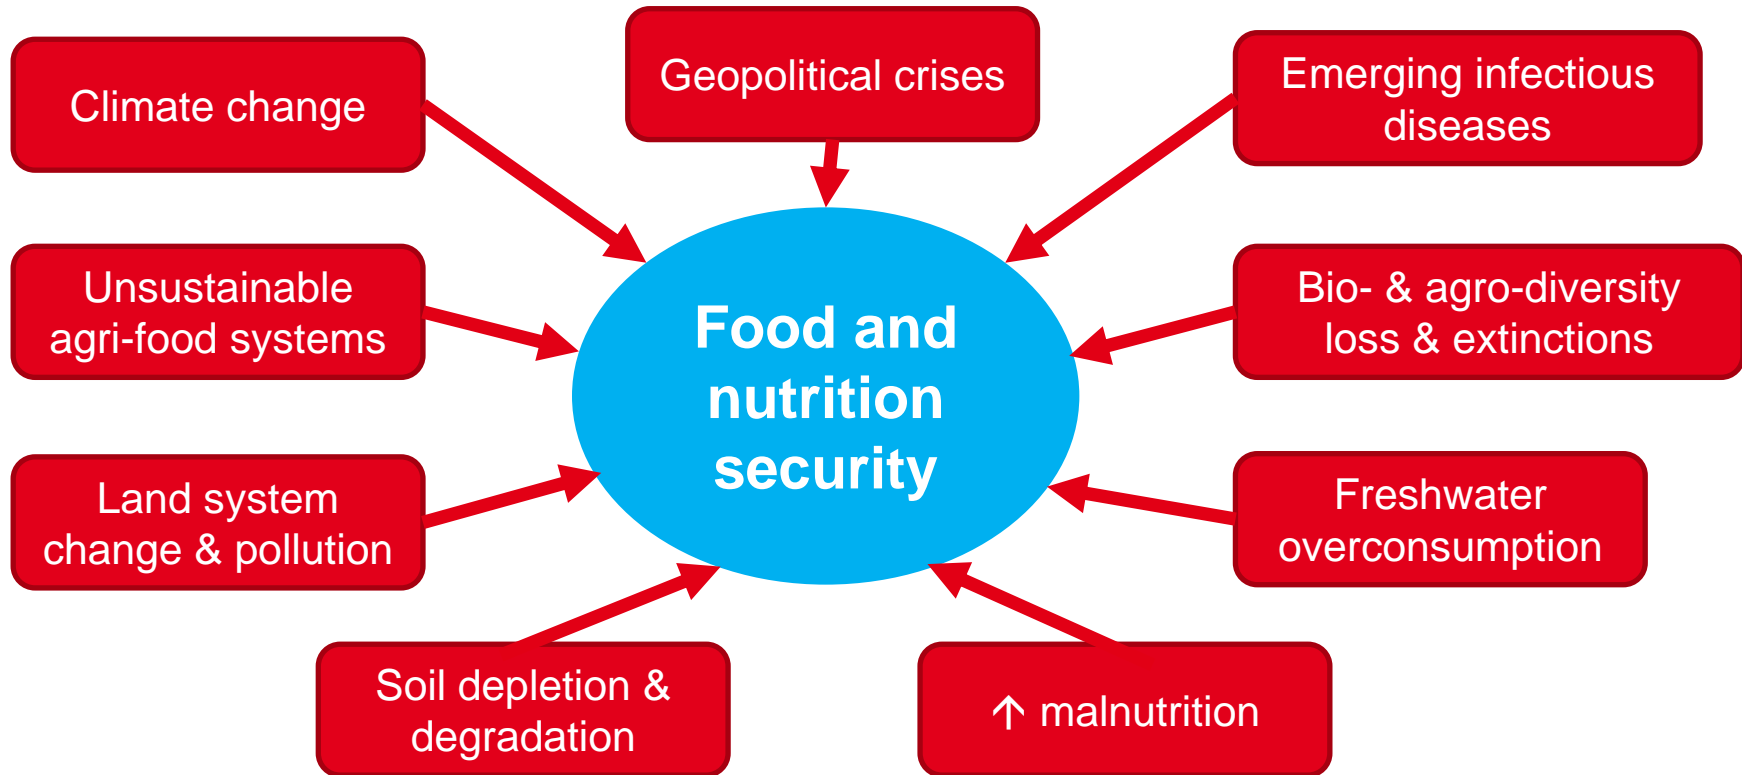 Geopolitical crises
Climate change
Emerging infectious
diseases
Unsustainable
agri-food systems
Food and
nutrition
security
Bio- & agro-diversity
loss & extinctions
Land system
change & pollution
Freshwater
overconsumption
Soil depletion &
degradation
↑ malnutrition